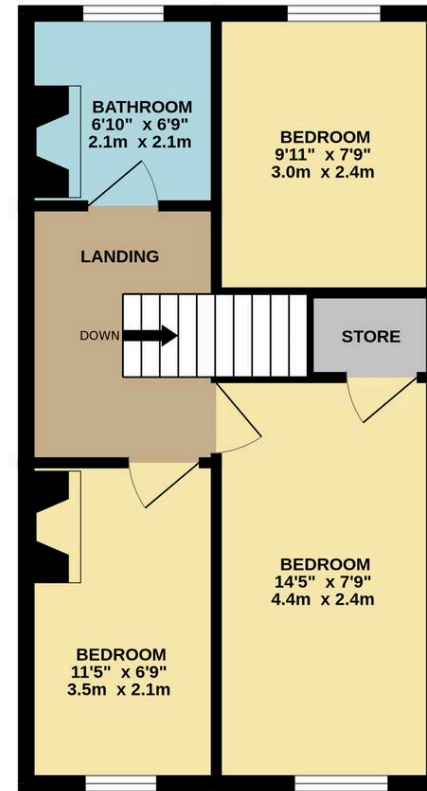 BATHROOM
6'10" x 6'9"
2.1m x 2.1m
BEDROOM
9'11" x 7'9"
3.0m x 2.4m
LANDING
DOWN
STORE
BEDROOM
14'5" x 7'9"
4.4m x 2.4m
BEDROOM
11'5" x 6'9"
3.5m x 2.1m